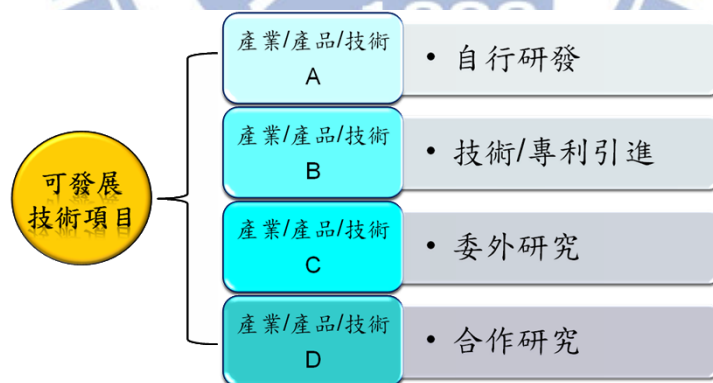 可發展
技術項目
產業/產品/技術
A
• 自行研發
產業/產品/技術
B
• 技術/專利引進
產業/產品/技術
C
• 委外研究
產業/產品/技術
D
• 合作研究